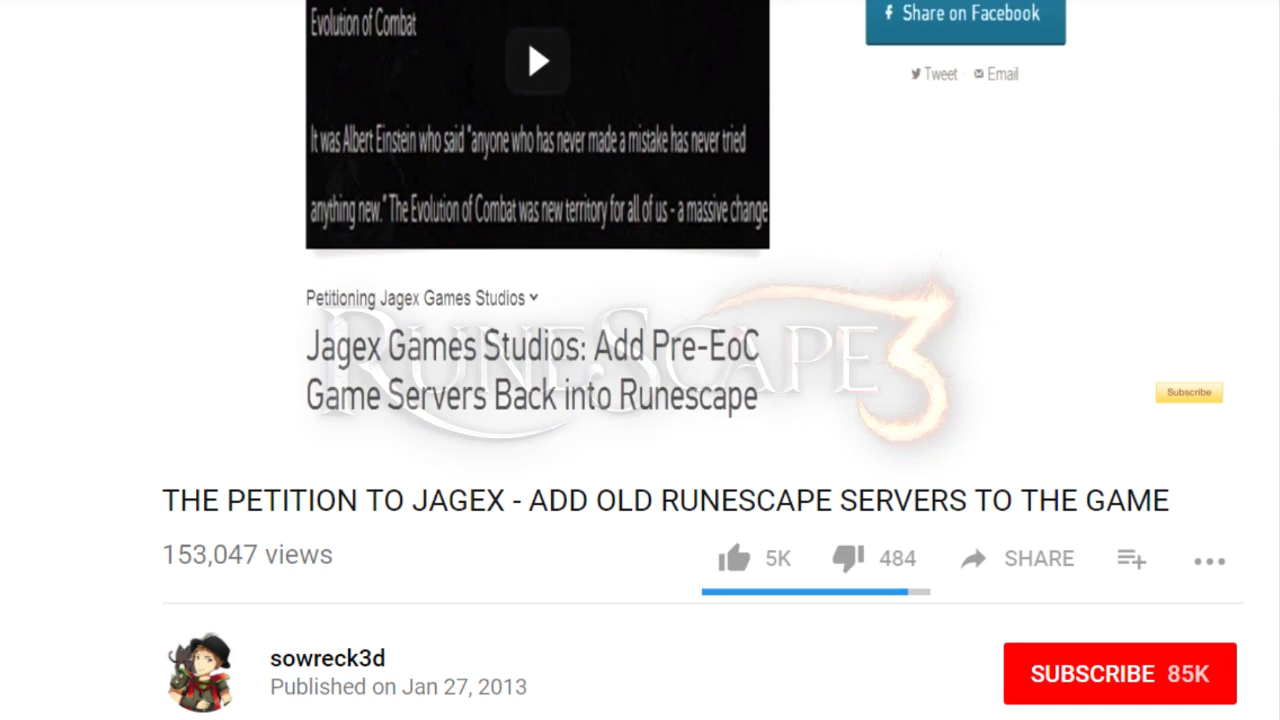 Evolution of Combat
Share on Facebook
Tweet · Email
It was Albert Einstein who said "anyone who has never made a mistake has never tried
anything new." The Evolution of Combat was new territory for all of us - a massive change
Petitioning Jagex Games Studios
RUNESCAPE 3
Jagex Games Studios: Add Pre-EoC
Game Servers Back into Runescape
Subscribe
THE PETITION TO JAGEX - ADD OLD RUNESCAPE SERVERS TO THE GAME
153,047 views
5K 484 SHARE
sowreck3d
Published on Jan 27, 2013
SUBSCRIBE 85K